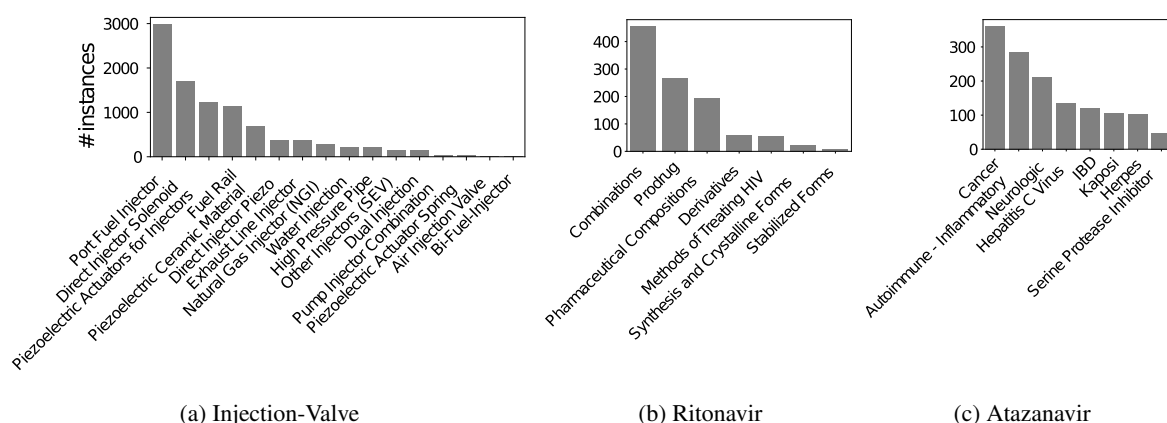 #instances
3000
2000
1000
0
Port Fuel Injector
Direct Injector Solenoid
Piezoelectric Actuators for Injectors
Fuel Rail
Piezoelectric Ceramic Material
Direct Injector Piezo
Exhaust Line Injector
Natural Gas Injector (NGI)
Water Injection
High Pressure Pipe
Other Injectors (SEV)
Dual Injection
Pump Injector Combination
Piezoelectric Actuator Spring
Air Injection Valve
Bi-Fuel-Injector
(a) Injection-Valve
400
300
200
100
0
Combinations
Prodrug
Pharmaceutical Compositions
Derivatives
Methods of Treating HIV
Synthesis and Crystalline Forms
Stabilized Forms
(b) Ritonavir
300
200
100
0
Cancer
Autoimmune - Inflammatory
Neurologic
Hepatitis C Virus
IBD
Kaposi
Herpes
Serine Protease Inhibitor
(c) Atazanavir